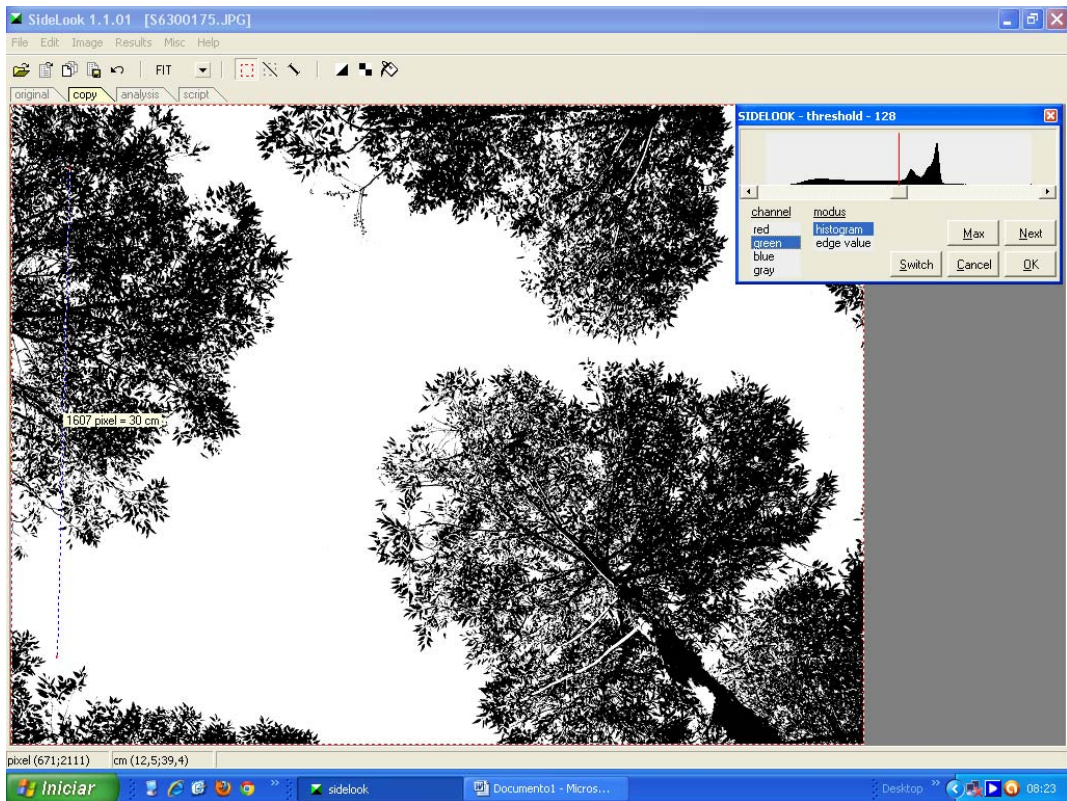 SideLook 1.1.01 [S6300175.JPG]
File Edit Image Results Misc Help
FIT
original copy analysis script
SIDELOOK - threshold - 128
channel modus
red histogram
green edge value
blue
gray
Max Next
Switch Cancel OK
1607 pixel = 30 cm
pixel (671;2111) cm (12,5;39,4)
Iniciar sidelook Documento1 - Micros... Desktop 08:23